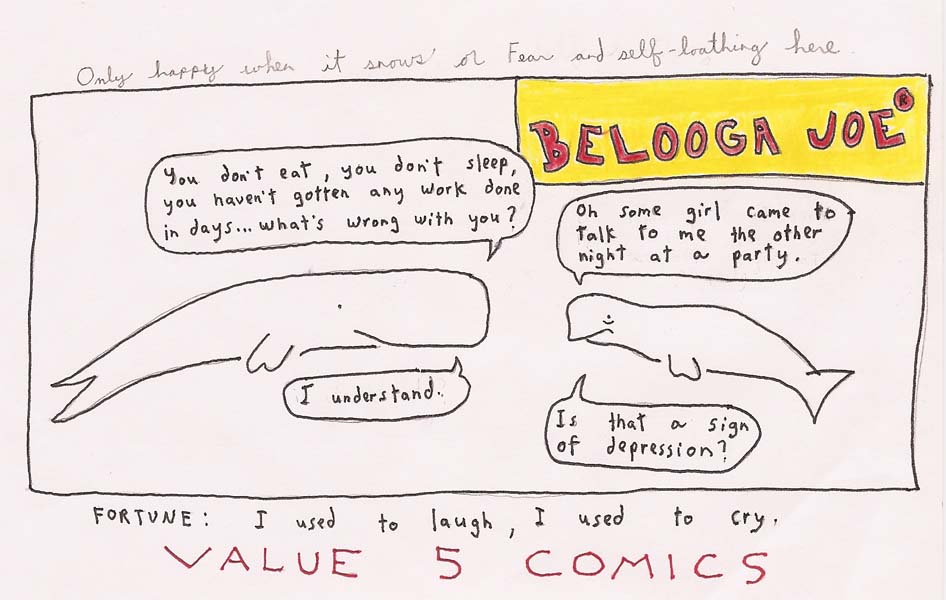 Only happy when it snows or Fear and self-loathing here.
BELOOGA JOE®
You don't eat, you don't sleep,
you haven't gotten any work done
in days... what's wrong with you?
Oh some girl came to
talk to me the other
night at a party.
I understand.
Is that a sign
of depression?
FORTUNE: I used to laugh, I used to cry.
VALUE 5 COMICS